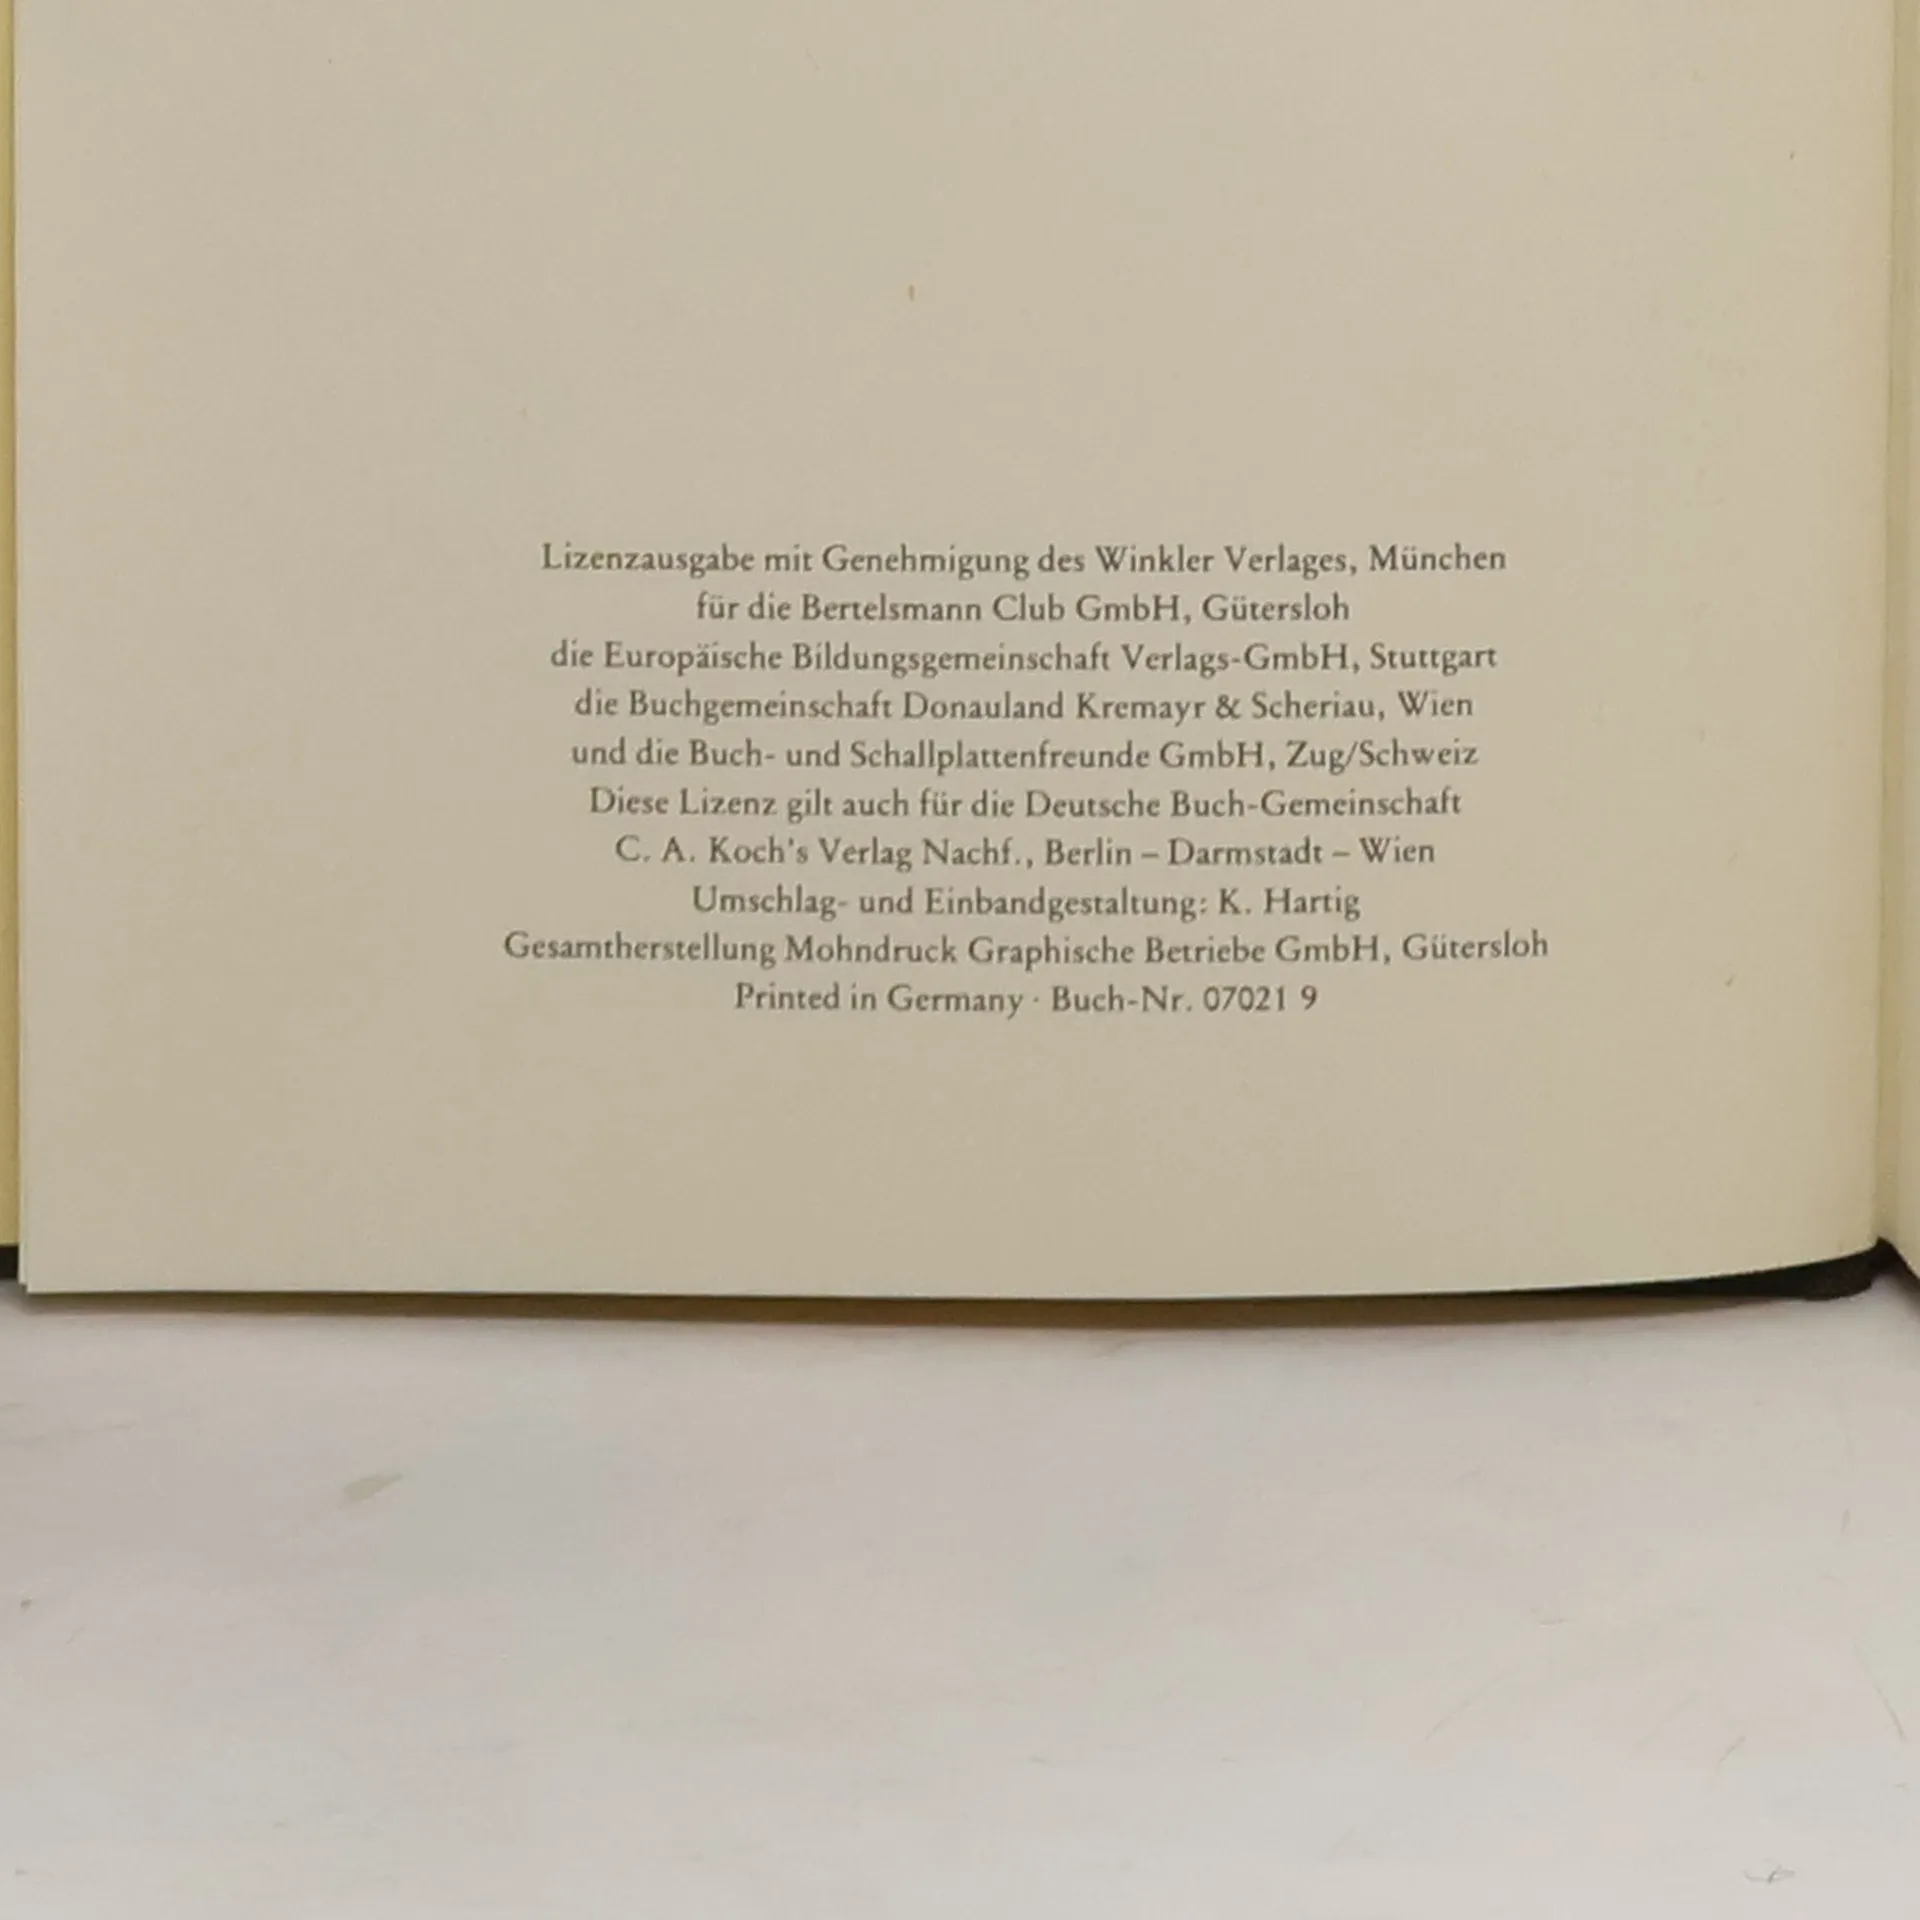 Lizenzausgabe mit Genehmigung des Winkler Verlages, München
für die Bertelsmann Club GmbH, Gütersloh
die Europäische Bildungsgemeinschaft Verlags-GmbH, Stuttgart
die Buchgemeinschaft Donauland Kremayr & Scheriau, Wien
und die Buch- und Schallplattenfreunde GmbH, Zug/Schweiz
Diese Lizenz gilt auch für die Deutsche Buch-Gemeinschaft
C. A. Koch's Verlag Nachf., Berlin – Darmstadt – Wien
Umschlag- und Einbandgestaltung: K. Hartig
Gesamtherstellung Mohndruck Graphische Betriebe GmbH, Gütersloh
Printed in Germany · Buch-Nr. 07021 9